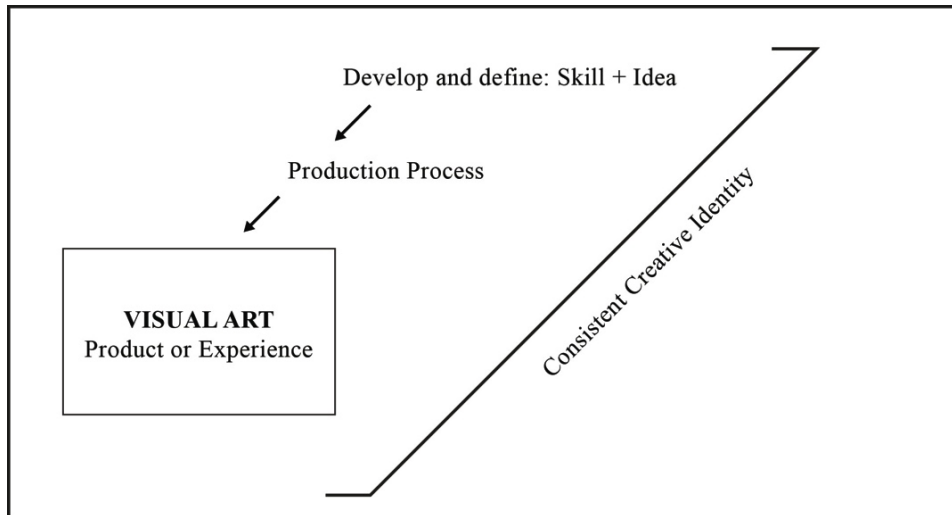 Develop and define: Skill + Idea
Production Process
VISUAL ART
Product or Experience
Consistent Creative Identity